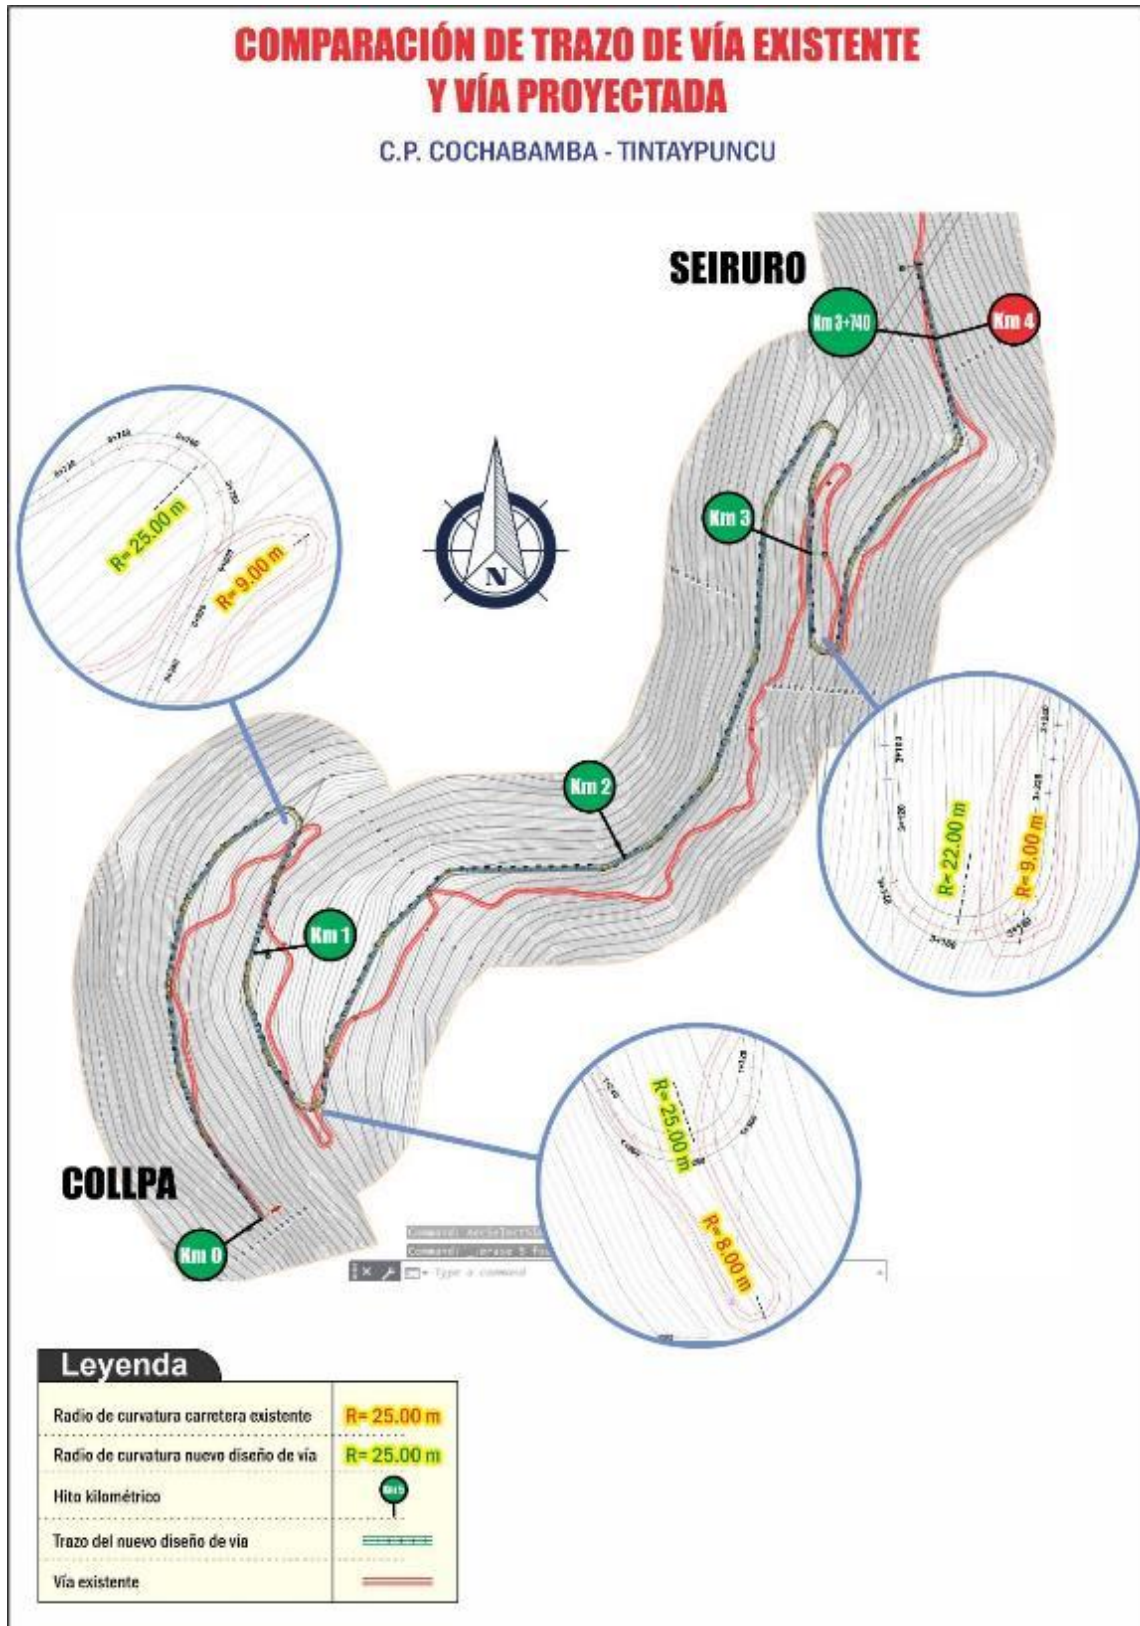 COMPARACIÓN DE TRAZO DE VÍA EXISTENTE
Y VÍA PROYECTADA
C.P. COCHABAMBA - TINTAYPUNCU
SEIRURO
Km 3+740
Km 4
R= 25.00 m
R= 9.00 m
Km 3
N
Km 2
R= 22.00 m
R= 9.00 m
Km 1
R= 25.00 m
R= 8.00 m
COLLPA
Km 0
Type a command
Leyenda
Radio de curvatura carretera existente
R= 25.00 m
Radio de curvatura nuevo diseño de vía
R= 25.00 m
Hito kilométrico
Trazo del nuevo diseño de vía
Vía existente